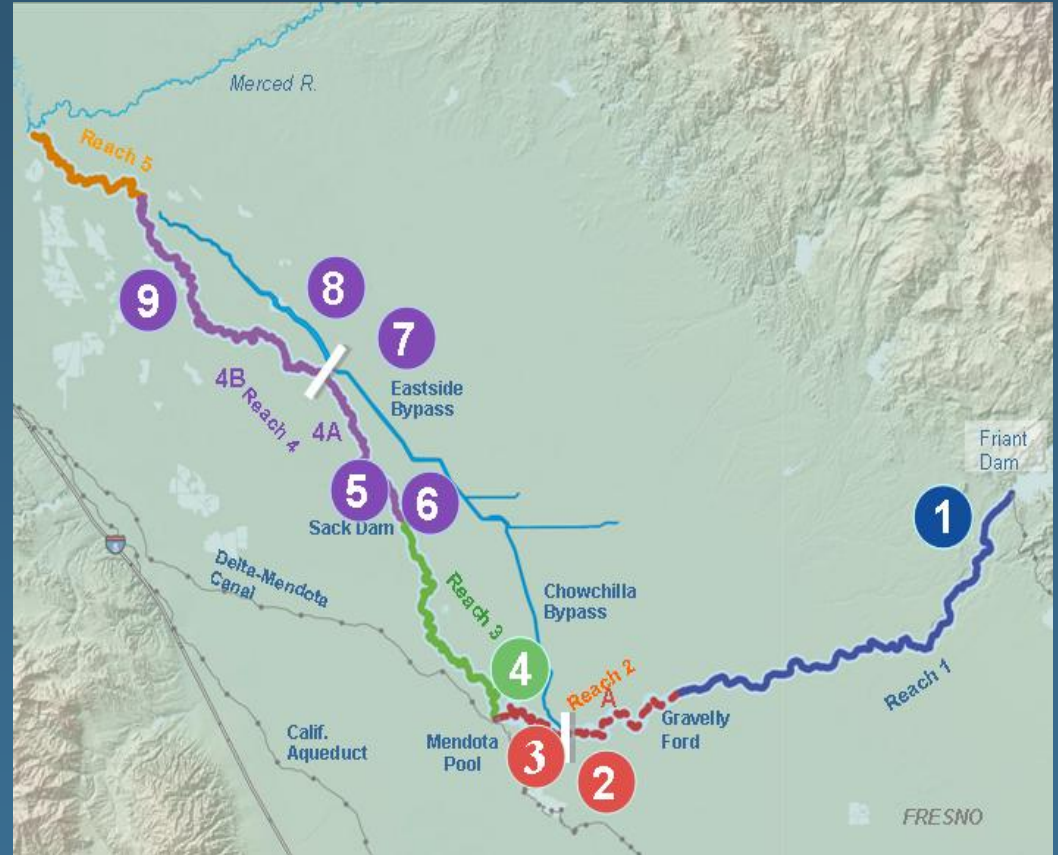 Merced R.
Reach 5
8
9
7
4B
Reach 4
4A
Eastside
Bypass
Friant
Dam
5
6
1
Sack Dam
Delta-Mendota
Canal
Reach 3
Chowchilla
Bypass
4
Reach 2
A
Reach 1
Gravelly
Ford
Calif.
Aqueduct
Mendota
Pool
3
2
FRESNO